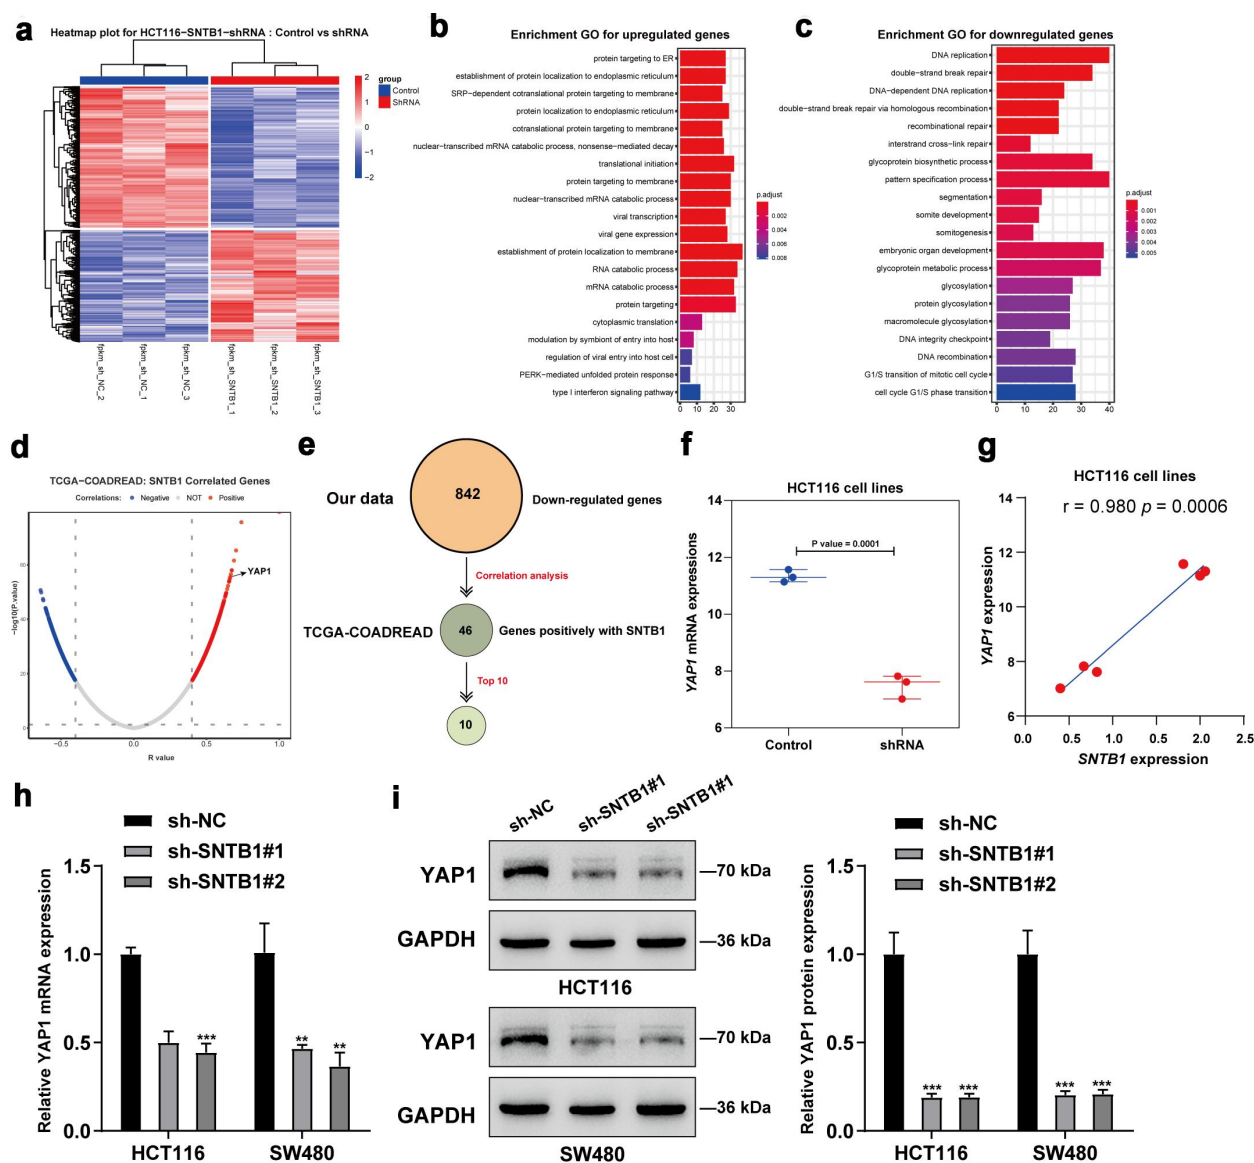 a
Heatmap plot for HCT116−SNTB1−shRNA : Control vs shRNA
group
Control
ShRNA
2
1
0
−1
−2
fpkm_sh_NC_2
fpkm_sh_NC_1
fpkm_sh_NC_3
fpkm_sh_SNTB1_1
fpkm_sh_SNTB1_2
fpkm_sh_SNTB1_3
b
Enrichment GO for upregulated genes
protein targeting to ER
establishment of protein localization to endoplasmic reticulum
SRP-dependent cotranslational protein targeting to membrane
protein localization to endoplasmic reticulum
cotranslational protein targeting to membrane
nuclear-transcribed mRNA catabolic process, nonsense-mediated decay
translational initiation
protein targeting to membrane
nuclear-transcribed mRNA catabolic process
viral transcription
viral gene expression
establishment of protein localization to membrane
RNA catabolic process
mRNA catabolic process
protein targeting
cytoplasmic translation
modulation by symbiont of entry into host
regulation of viral entry into host cell
PERK-mediated unfolded protein response
type I interferon signaling pathway
0 10 20 30
p.adjust
0.002
0.004
0.006
0.008
c
Enrichment GO for downregulated genes
DNA replication
double-strand break repair
DNA-dependent DNA replication
double-strand break repair via homologous recombination
recombinational repair
interstrand cross-link repair
glycoprotein biosynthetic process
pattern specification process
segmentation
somite development
somitogenesis
embryonic organ development
glycoprotein metabolic process
glycosylation
protein glycosylation
macromolecule glycosylation
DNA integrity checkpoint
DNA recombination
G1/S transition of mitotic cell cycle
cell cycle G1/S phase transition
0 10 20 30 40
p.adjust
0.001
0.002
0.003
0.004
0.005
d
TCGA−COADREAD: SNTB1 Correlated Genes
Correlations: Negative NOT Positive
YAP1
−log10(P.value)
60
40
20
0
−0.5 0.0 0.5 1.0
R value
e
Our data
842
Down-regulated genes
Correlation analysis
TCGA-COADREAD
46
Genes positively with SNTB1
Top 10
10
f
HCT116 cell lines
P value = 0.0001
YAP1 mRNA expressions
14
12
10
8
6
Control shRNA
g
HCT116 cell lines
r = 0.980 p = 0.0006
YAP1 expression
14
12
10
8
6
0.0 0.5 1.0 1.5 2.0 2.5
SNTB1 expression
h
sh-NC
sh-SNTB1#1
sh-SNTB1#2
Relative YAP1 mRNA expression
1.5
1.0
0.5
0.0
***
**
**
HCT116 SW480
i
sh-NC sh-SNTB1#1 sh-SNTB1#1
YAP1 —70 kDa
GAPDH —36 kDa
HCT116
YAP1 —70 kDa
GAPDH —36 kDa
SW480
sh-NC
sh-SNTB1#1
sh-SNTB1#2
Relative YAP1 protein expression
1.5
1.0
0.5
0.0
*** *** *** ***
HCT116 SW480